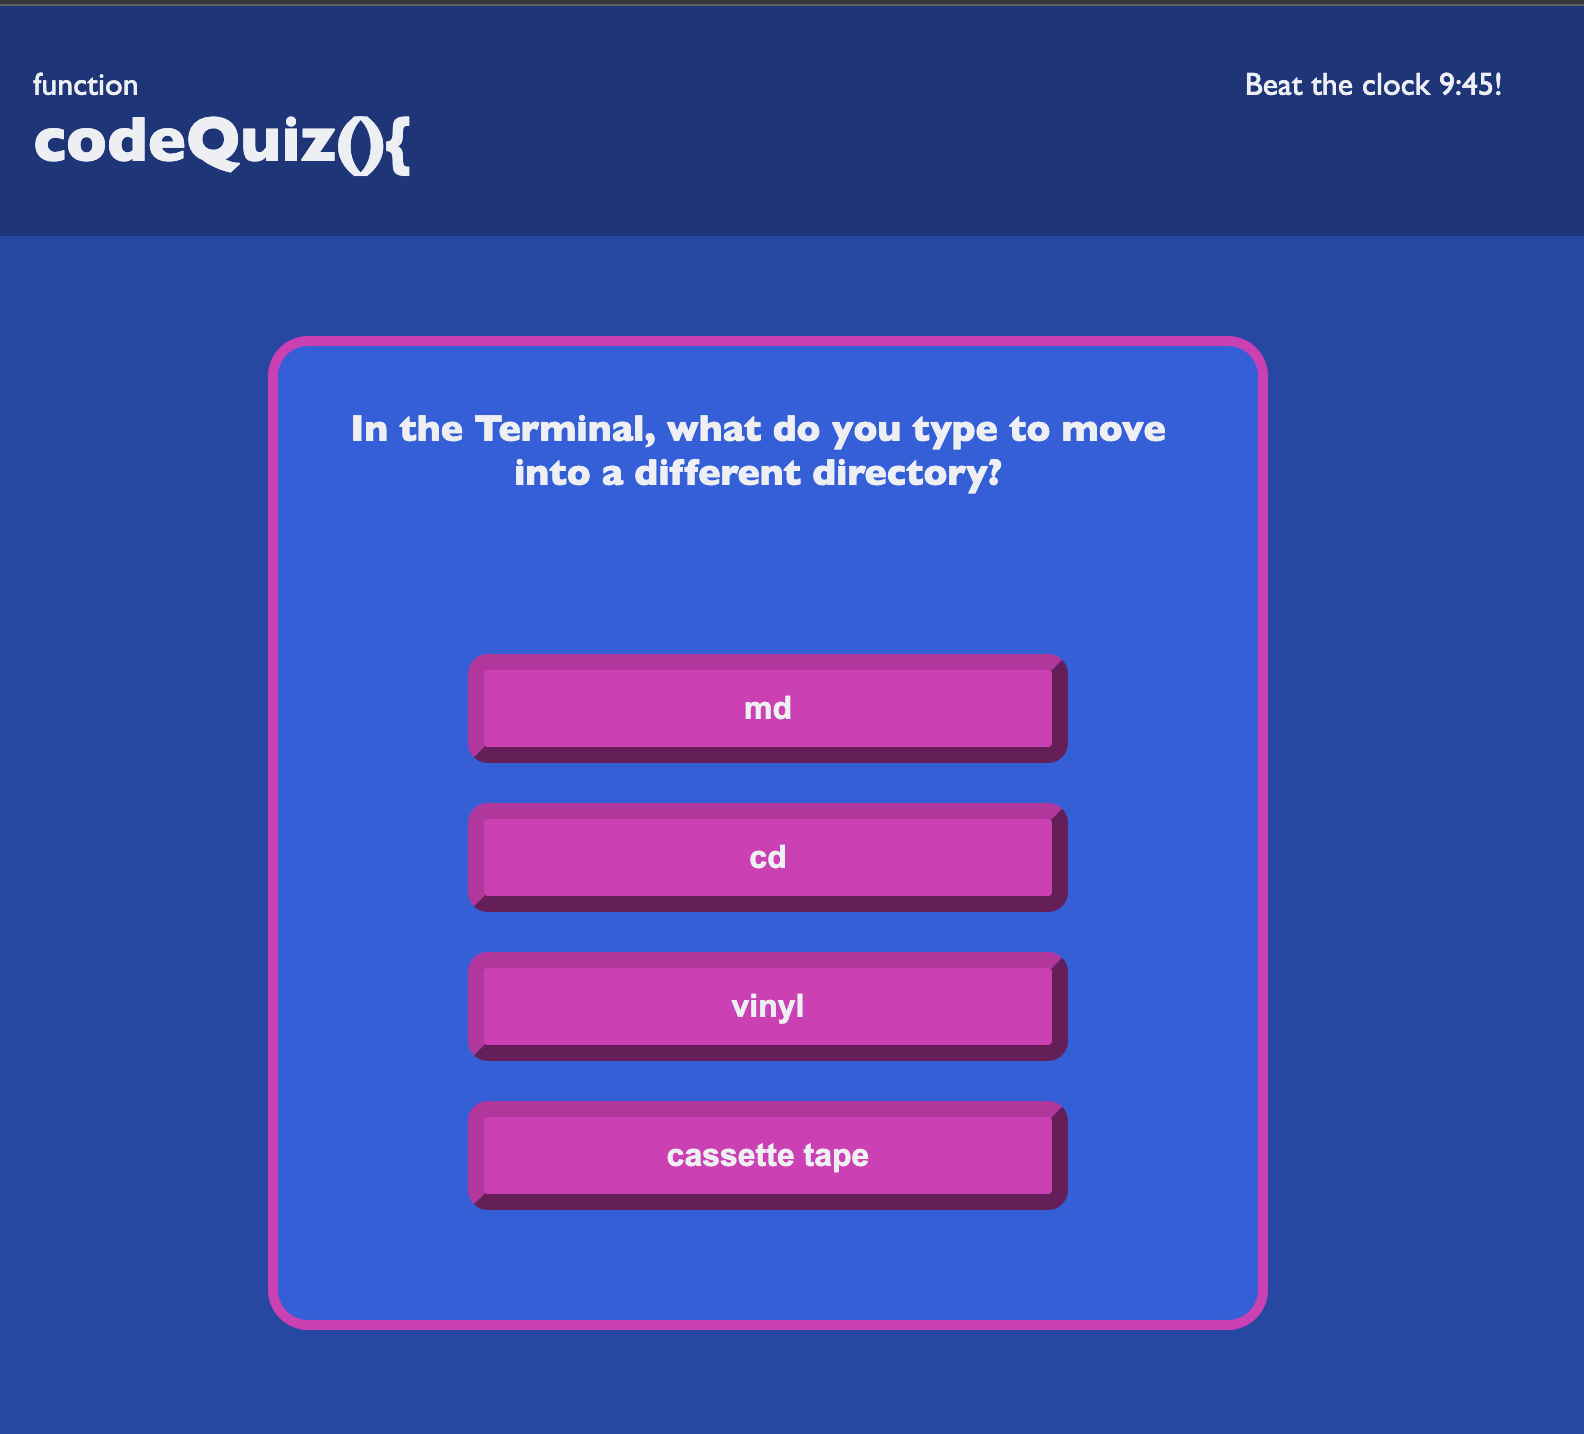 function
Beat the clock 9:45!
codeQuiz(){
In the Terminal, what do you type to move
into a different directory?
md
cd
vinyl
cassette tape